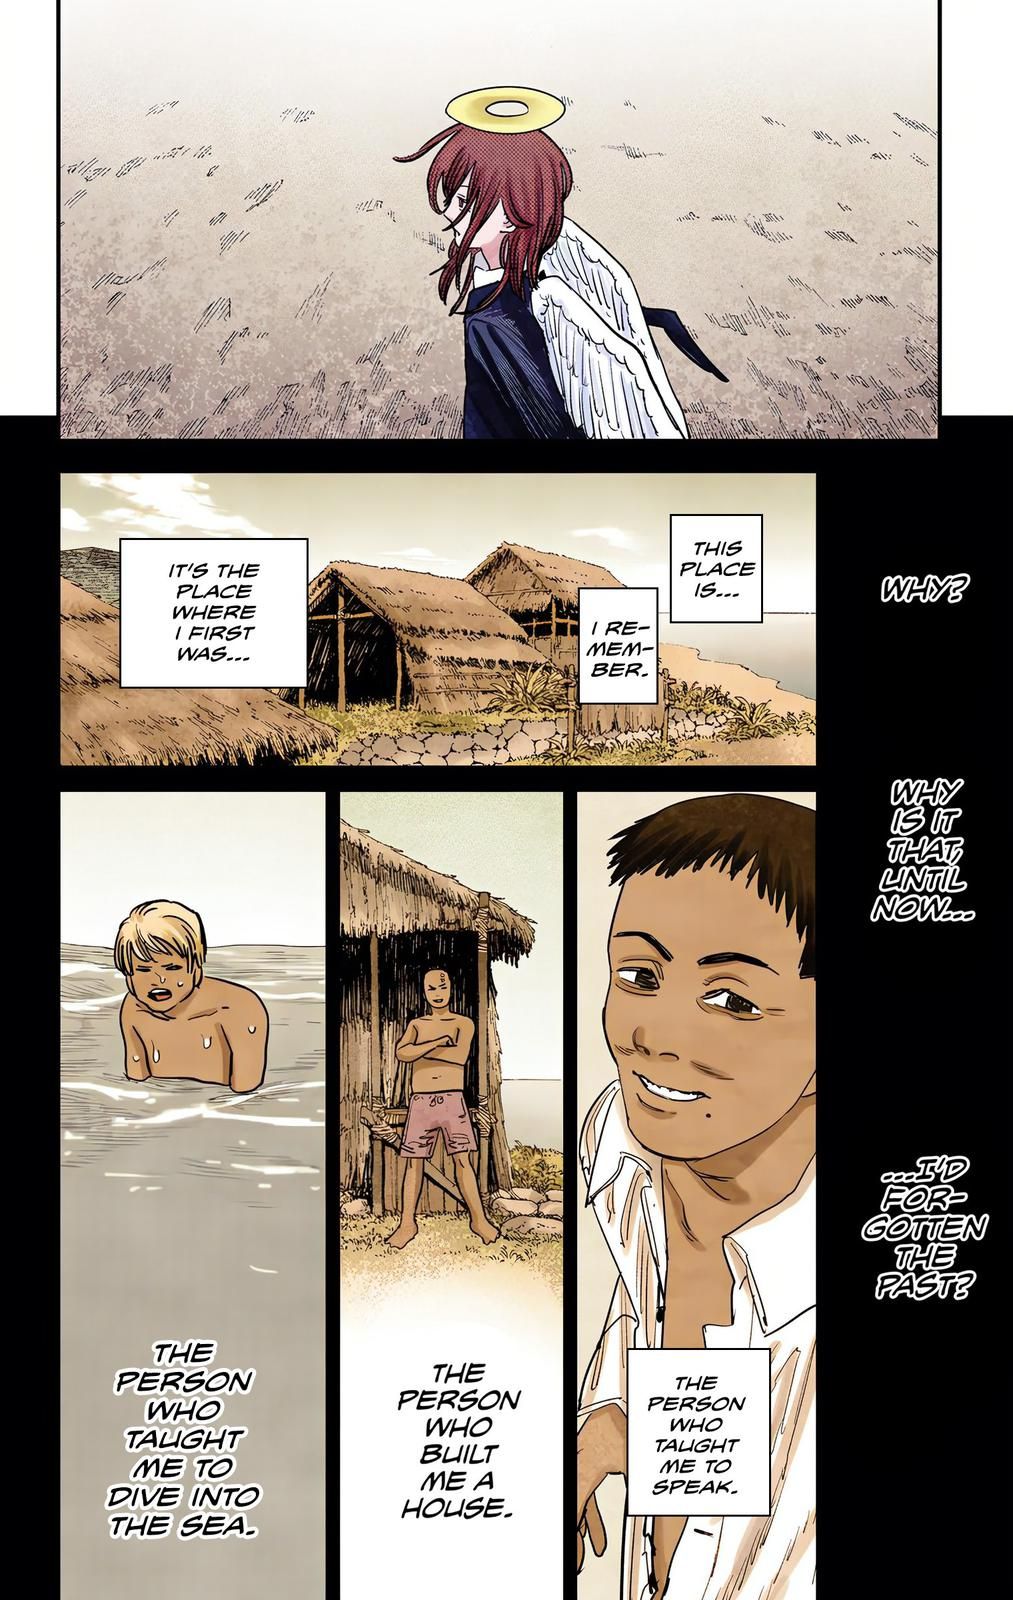 THIS
PLACE
IS...
I RE-
MEM-
BER.
IT'S THE
PLACE
WHERE
I FIRST
WAS...
WHY?
WHY
IS IT
THAT,
UNTIL
NOW...
...I'D
FOR-
GOTTEN
THE
PAST?
THE
PERSON
WHO
TAUGHT
ME TO
SPEAK.
THE
PERSON
WHO
BUILT
ME A
HOUSE.
THE
PERSON
WHO
TAUGHT
ME TO
DIVE INTO
THE SEA.